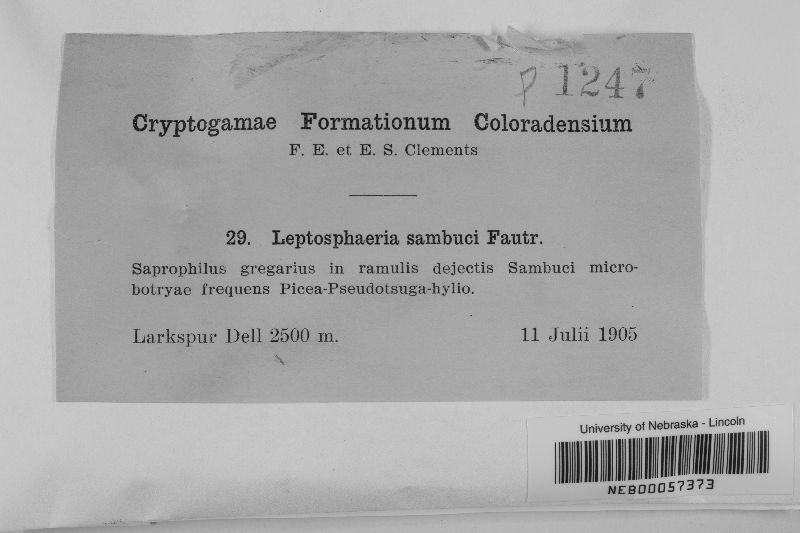 P 1247
Cryptogamae Formationum Coloradensium
F. E. et E. S. Clements
29. Leptosphaeria sambuci Fautr.
Saprophilus gregarius in ramulis dejectis Sambuci micro-
botryae frequens Picea-Pseudotsuga-hylio.
Larkspur Dell 2500 m. 11 Julii 1905
University of Nebraska - Lincoln
NEB00057373